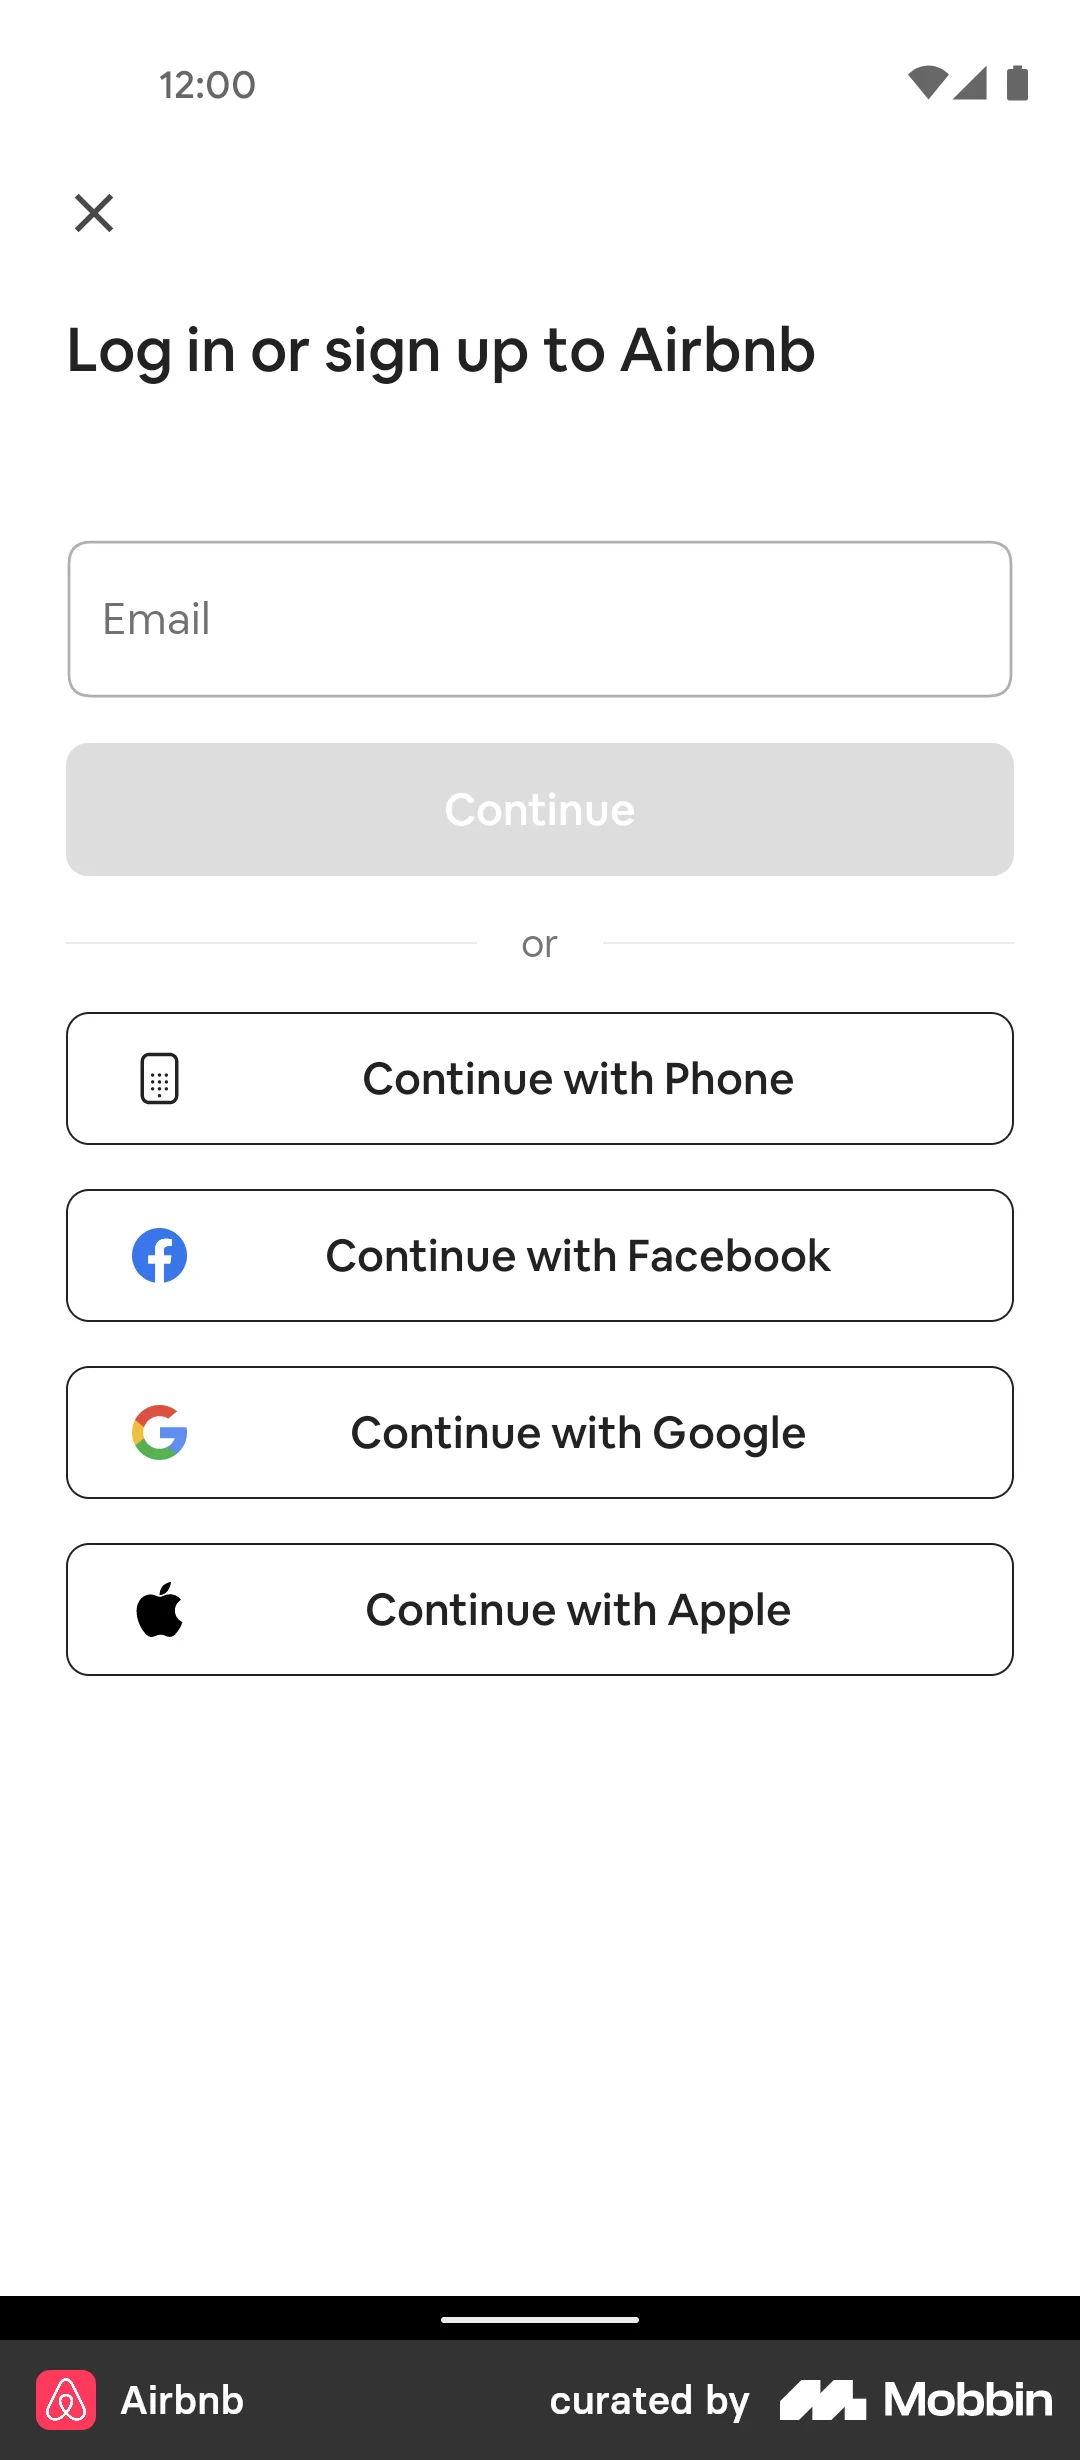 12:00
Log in or sign up to Airbnb
Email
Continue
or
Continue with Phone
Continue with Facebook
Continue with Google
Continue with Apple
Airbnb
curated by Mobbin